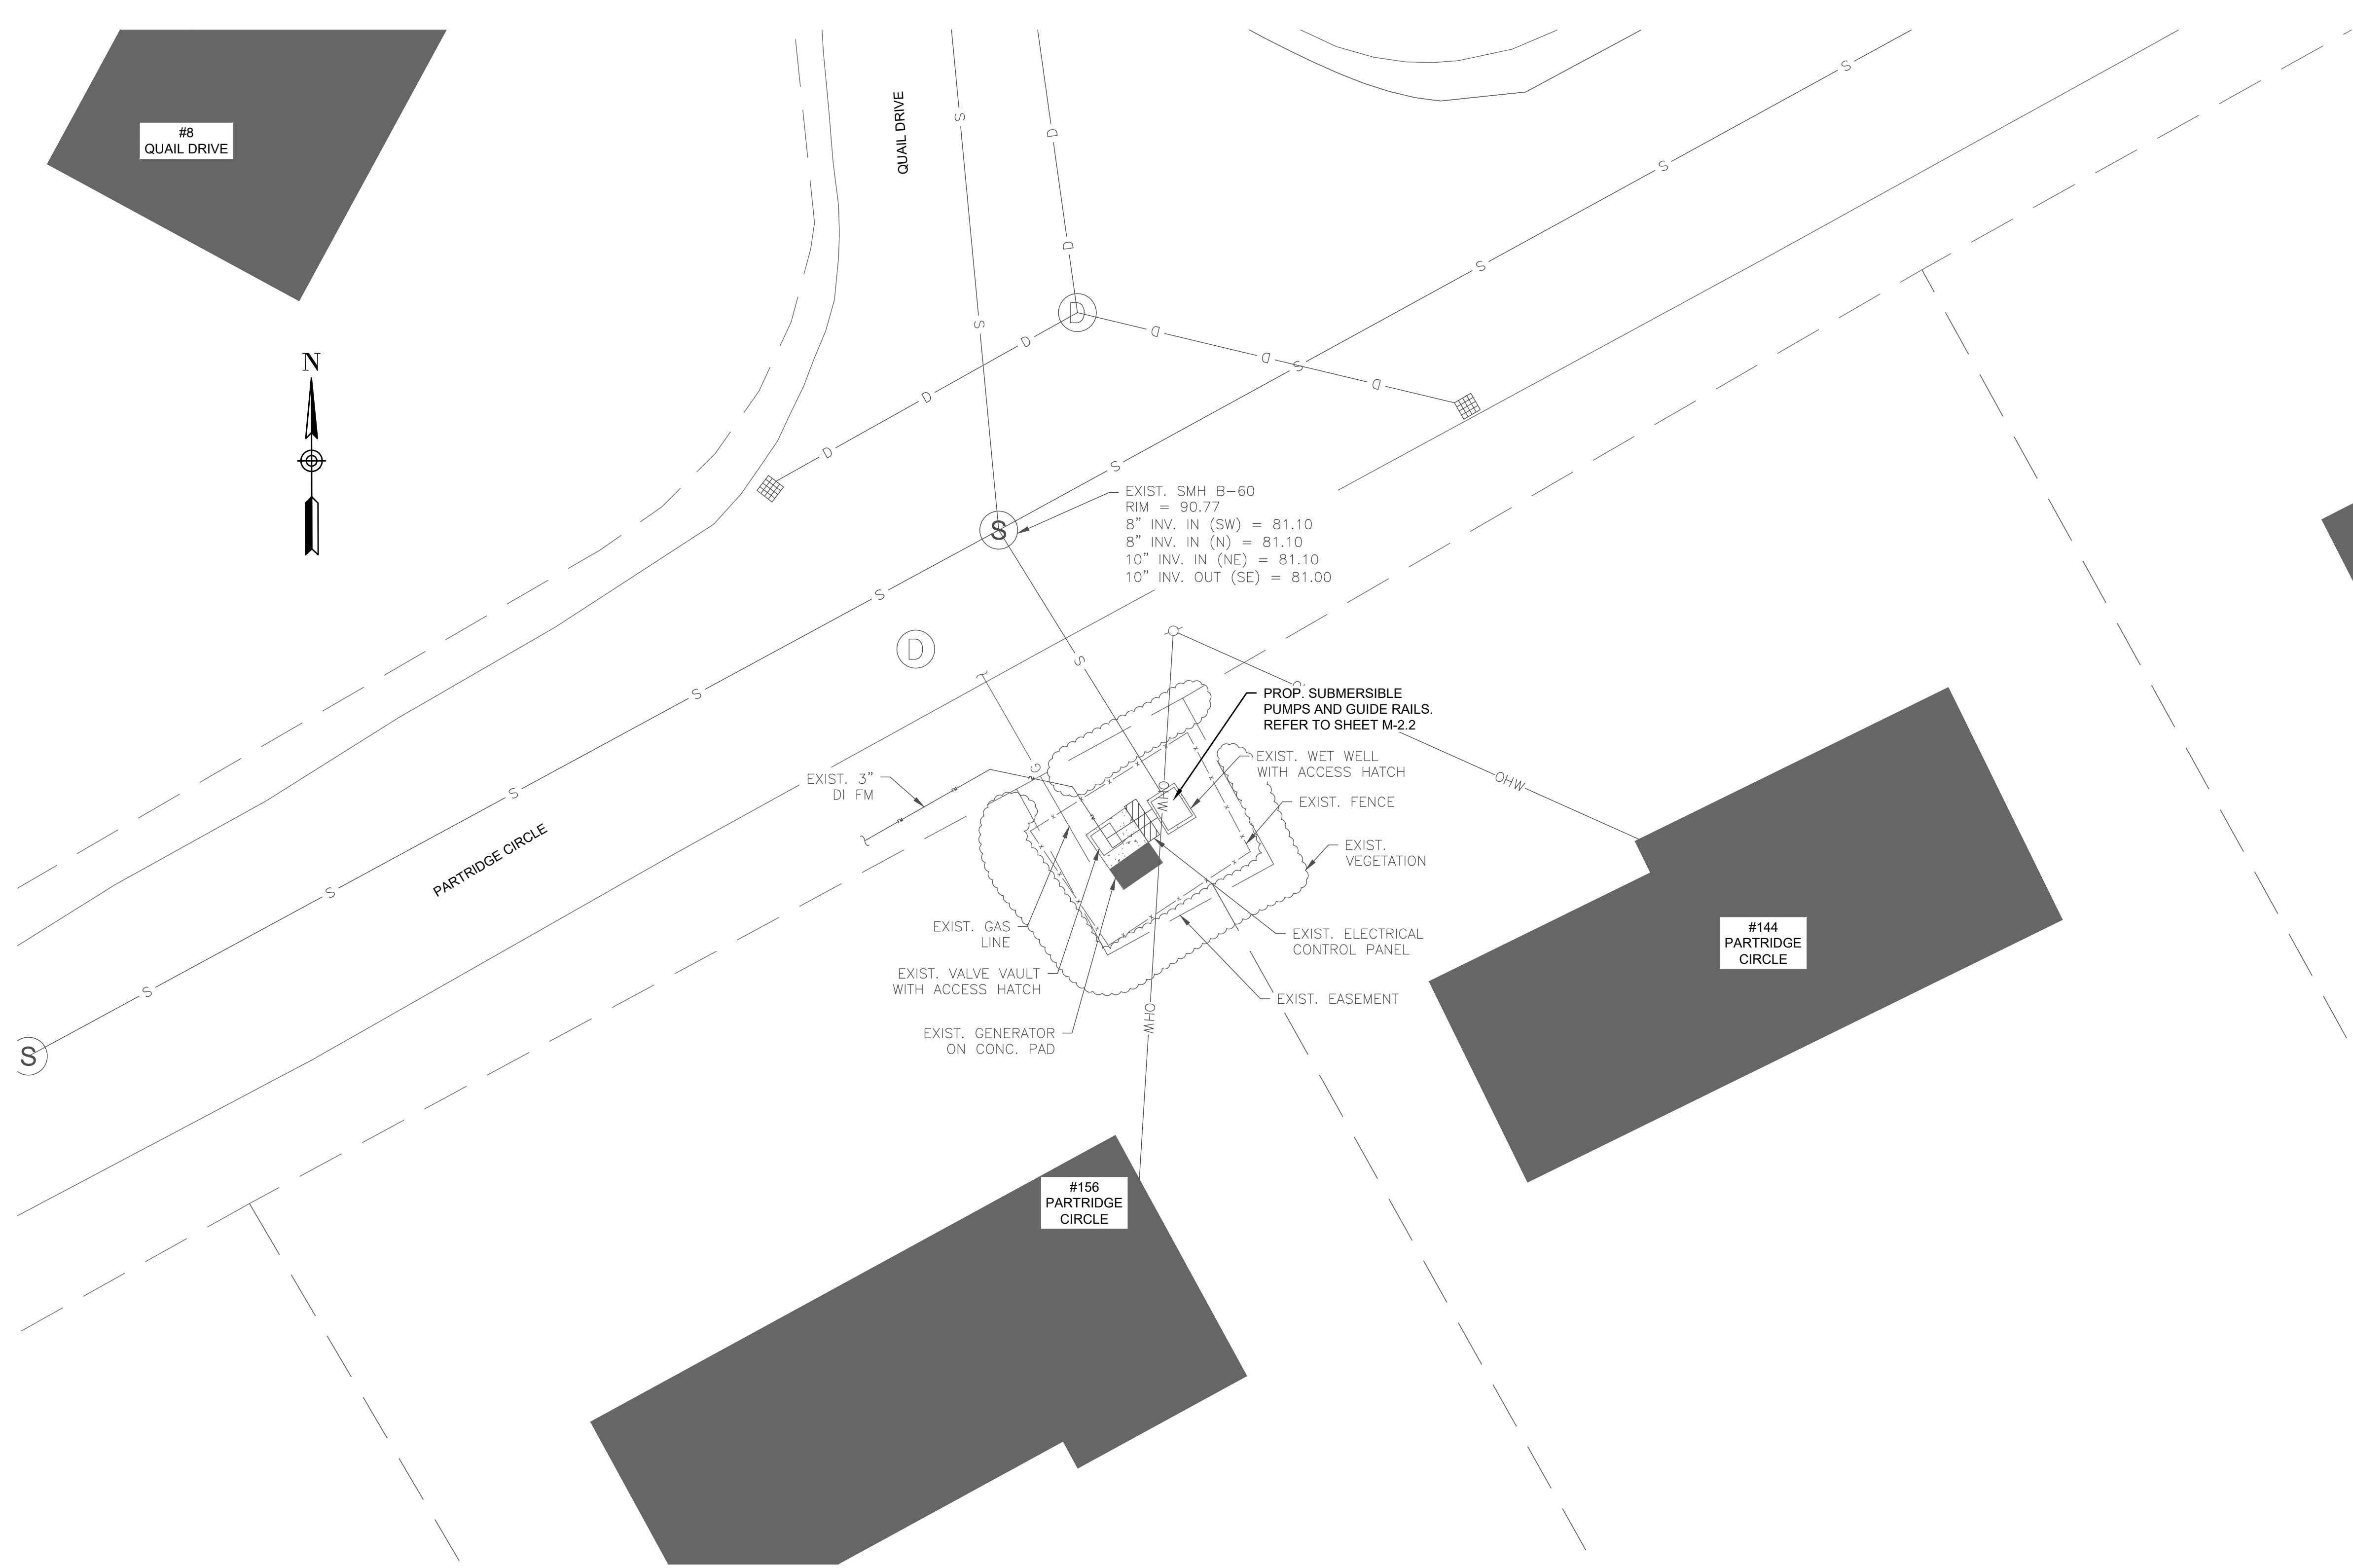 #8
QUAIL DRIVE
QUAIL DRIVE
N
S
S
D
D
S
S
S
S
S
S
D
D
D
D
D
D
D
D
S
EXIST. SMH B-60
RIM = 90.77
8" INV. IN (SW) = 81.10
8" INV. IN (N) = 81.10
10" INV. IN (NE) = 81.10
10" INV. OUT (SE) = 81.00
S
S
S
S
S
S
S
S
D
PROP. SUBMERSIBLE
PUMPS AND GUIDE RAILS.
REFER TO SHEET M-2.2
EXIST. WET WELL
WITH ACCESS HATCH
EXIST. FENCE
EXIST.
VEGETATION
EXIST. 3"
DI FM
G
OHW
OHW
OHW
PARTRIDGE CIRCLE
EXIST. GAS
LINE
EXIST. VALVE VAULT
WITH ACCESS HATCH
EXIST. GENERATOR
ON CONC. PAD
EXIST. ELECTRICAL
CONTROL PANEL
EXIST. EASEMENT
#144
PARTRIDGE
CIRCLE
#156
PARTRIDGE
CIRCLE